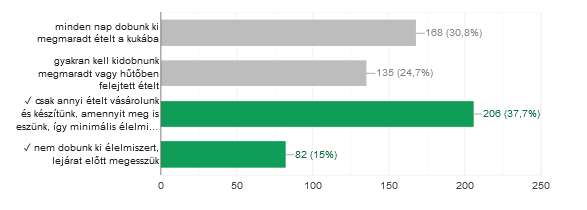 minden nap dobunk ki
megmaradt ételt a kukába
168 (30,8%)
gyakran kell kidobnunk
megmaradt vagy hűtőben
felejtett ételt
135 (24,7%)
✓ csak annyi ételt vásárolunk
és készítünk, amennyit meg is
eszünk, így minimális élelmi…
206 (37,7%)
✓ nem dobunk ki élelmiszert,
lejárat előtt megesszük
82 (15%)
0 50 100 150 200 250